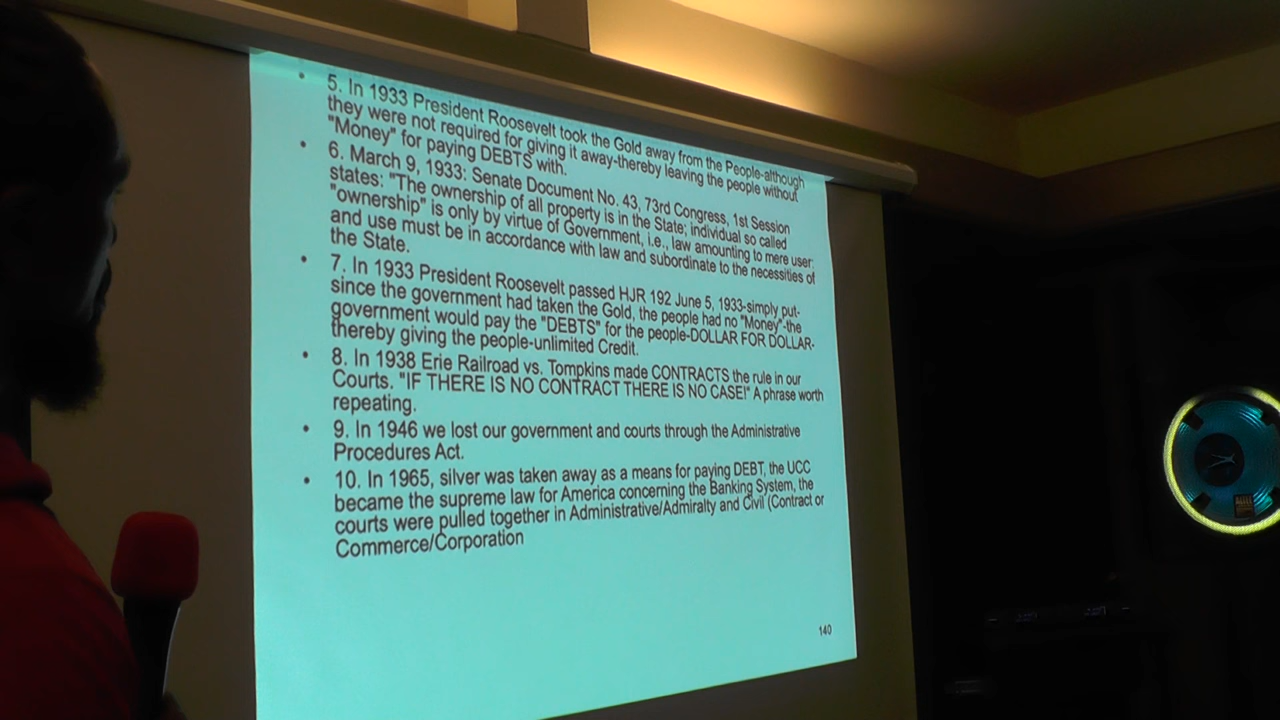 • 5. In 1933 President Roosevelt took the Gold away from the People-although
they were not required for giving it away-thereby leaving the people without
"Money" for paying DEBTS with.
• 6. March 9, 1933: Senate Document No. 43, 73rd Congress, 1st Session
states: "The ownership of all property is in the State; individual so called
"ownership" is only by virtue of Government, i.e., law amounting to mere user;
and use must be in accordance with law and subordinate to the necessities of
the State.
• 7. In 1933 President Roosevelt passed HJR 192 June 5, 1933-simply put-
since the government had taken the Gold, the people had no "Money"-the
government would pay the "DEBTS" for the people-DOLLAR FOR DOLLAR-
thereby giving the people-unlimited Credit.
• 8. In 1938 Erie Railroad vs. Tompkins made CONTRACTS the rule in our
Courts. "IF THERE IS NO CONTRACT THERE IS NO CASE!" A phrase worth
repeating.
• 9. In 1946 we lost our government and courts through the Administrative
Procedures Act.
• 10. In 1965, silver was taken away as a means for paying DEBT, the UCC
became the supreme law for America concerning the Banking System, the
courts were pulled together in Administrative/Admiralty and Civil (Contract or
Commerce/Corporation
140